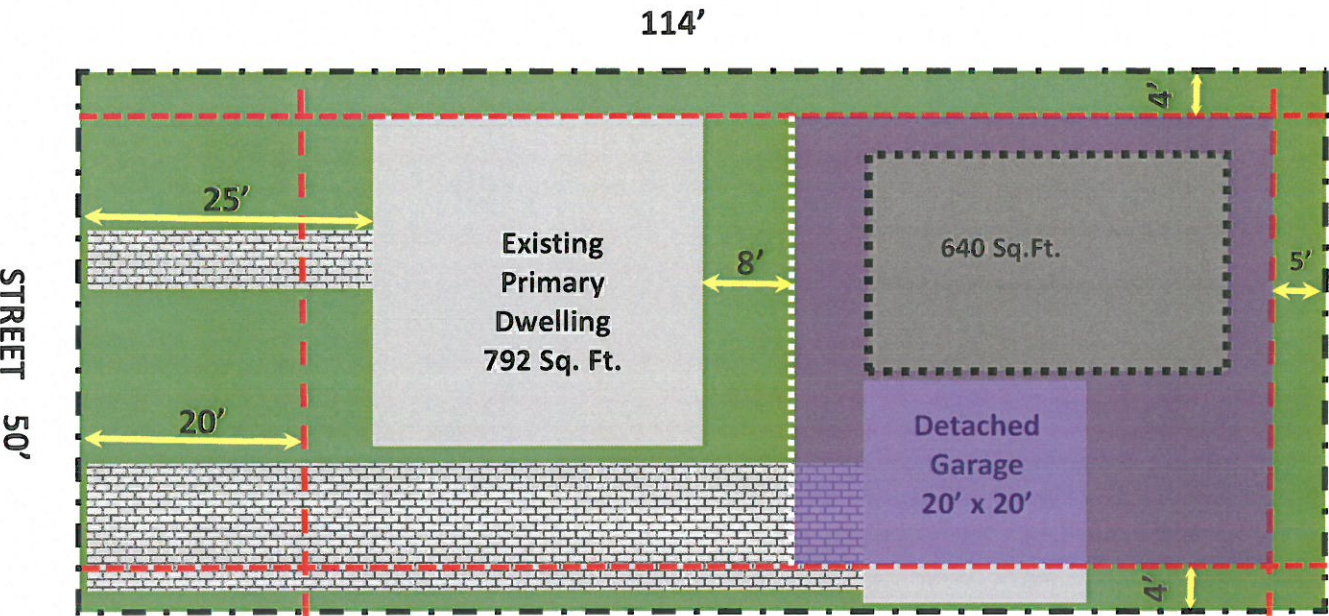 114’
4’
25’
Existing
Primary
Dwelling
792 Sq. Ft.
8’
640 Sq.Ft.
5’
STREET 50’
20’
Detached
Garage
20’ x 20’
4’